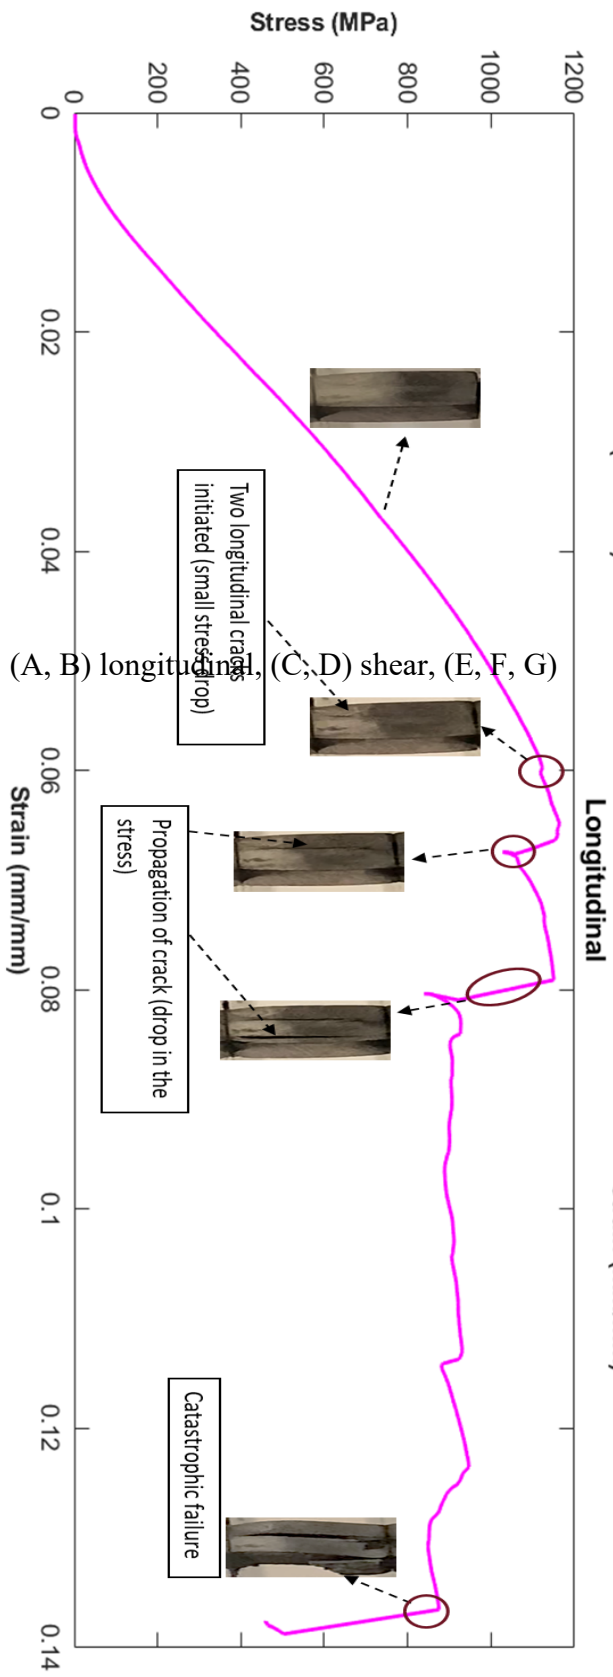 Longitudinal
Stress (MPa)
1200
1000
800
600
400
200
0
0
0.02
0.04
0.06
0.08
0.1
0.12
0.14
Strain (mm/mm)
Two longitudinal cracks
initiated (small stress drop)
Propagation of crack (drop in the
stress)
Catastrophic failure
(A, B) longitudinal, (C, D) shear, (E, F, G)